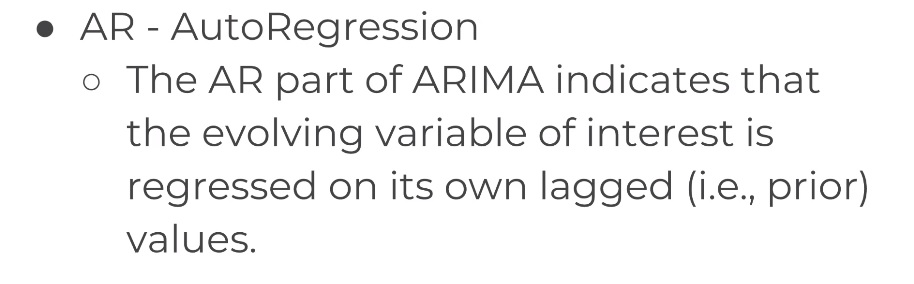 ● AR - AutoRegression
○ The AR part of ARIMA indicates that
the evolving variable of interest is
regressed on its own lagged (i.e., prior)
values.